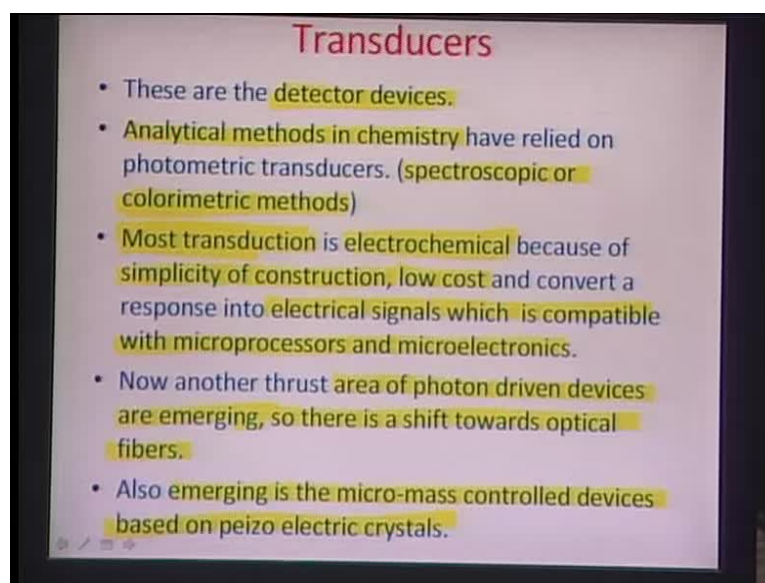 Transducers
• These are the detector devices.
• Analytical methods in chemistry have relied on
photometric transducers. (spectroscopic or
colorimetric methods)
• Most transduction is electrochemical because of
simplicity of construction, low cost and convert a
response into electrical signals which is compatible
with microprocessors and microelectronics.
• Now another thrust area of photon driven devices
are emerging, so there is a shift towards optical
fibers.
• Also emerging is the micro-mass controlled devices
based on peizo electric crystals.